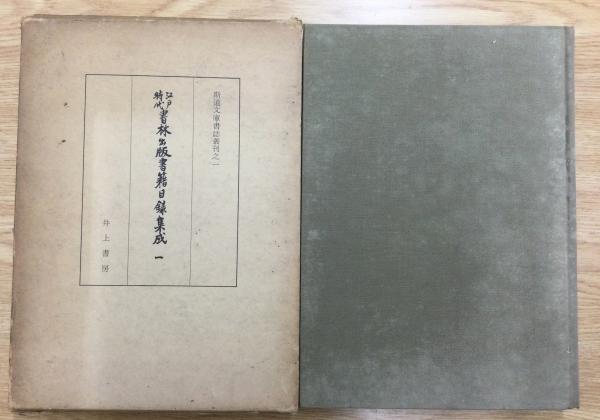 斯道文庫書誌叢刊之一
江戸時代書林出版書籍目録集成 一
井上書房